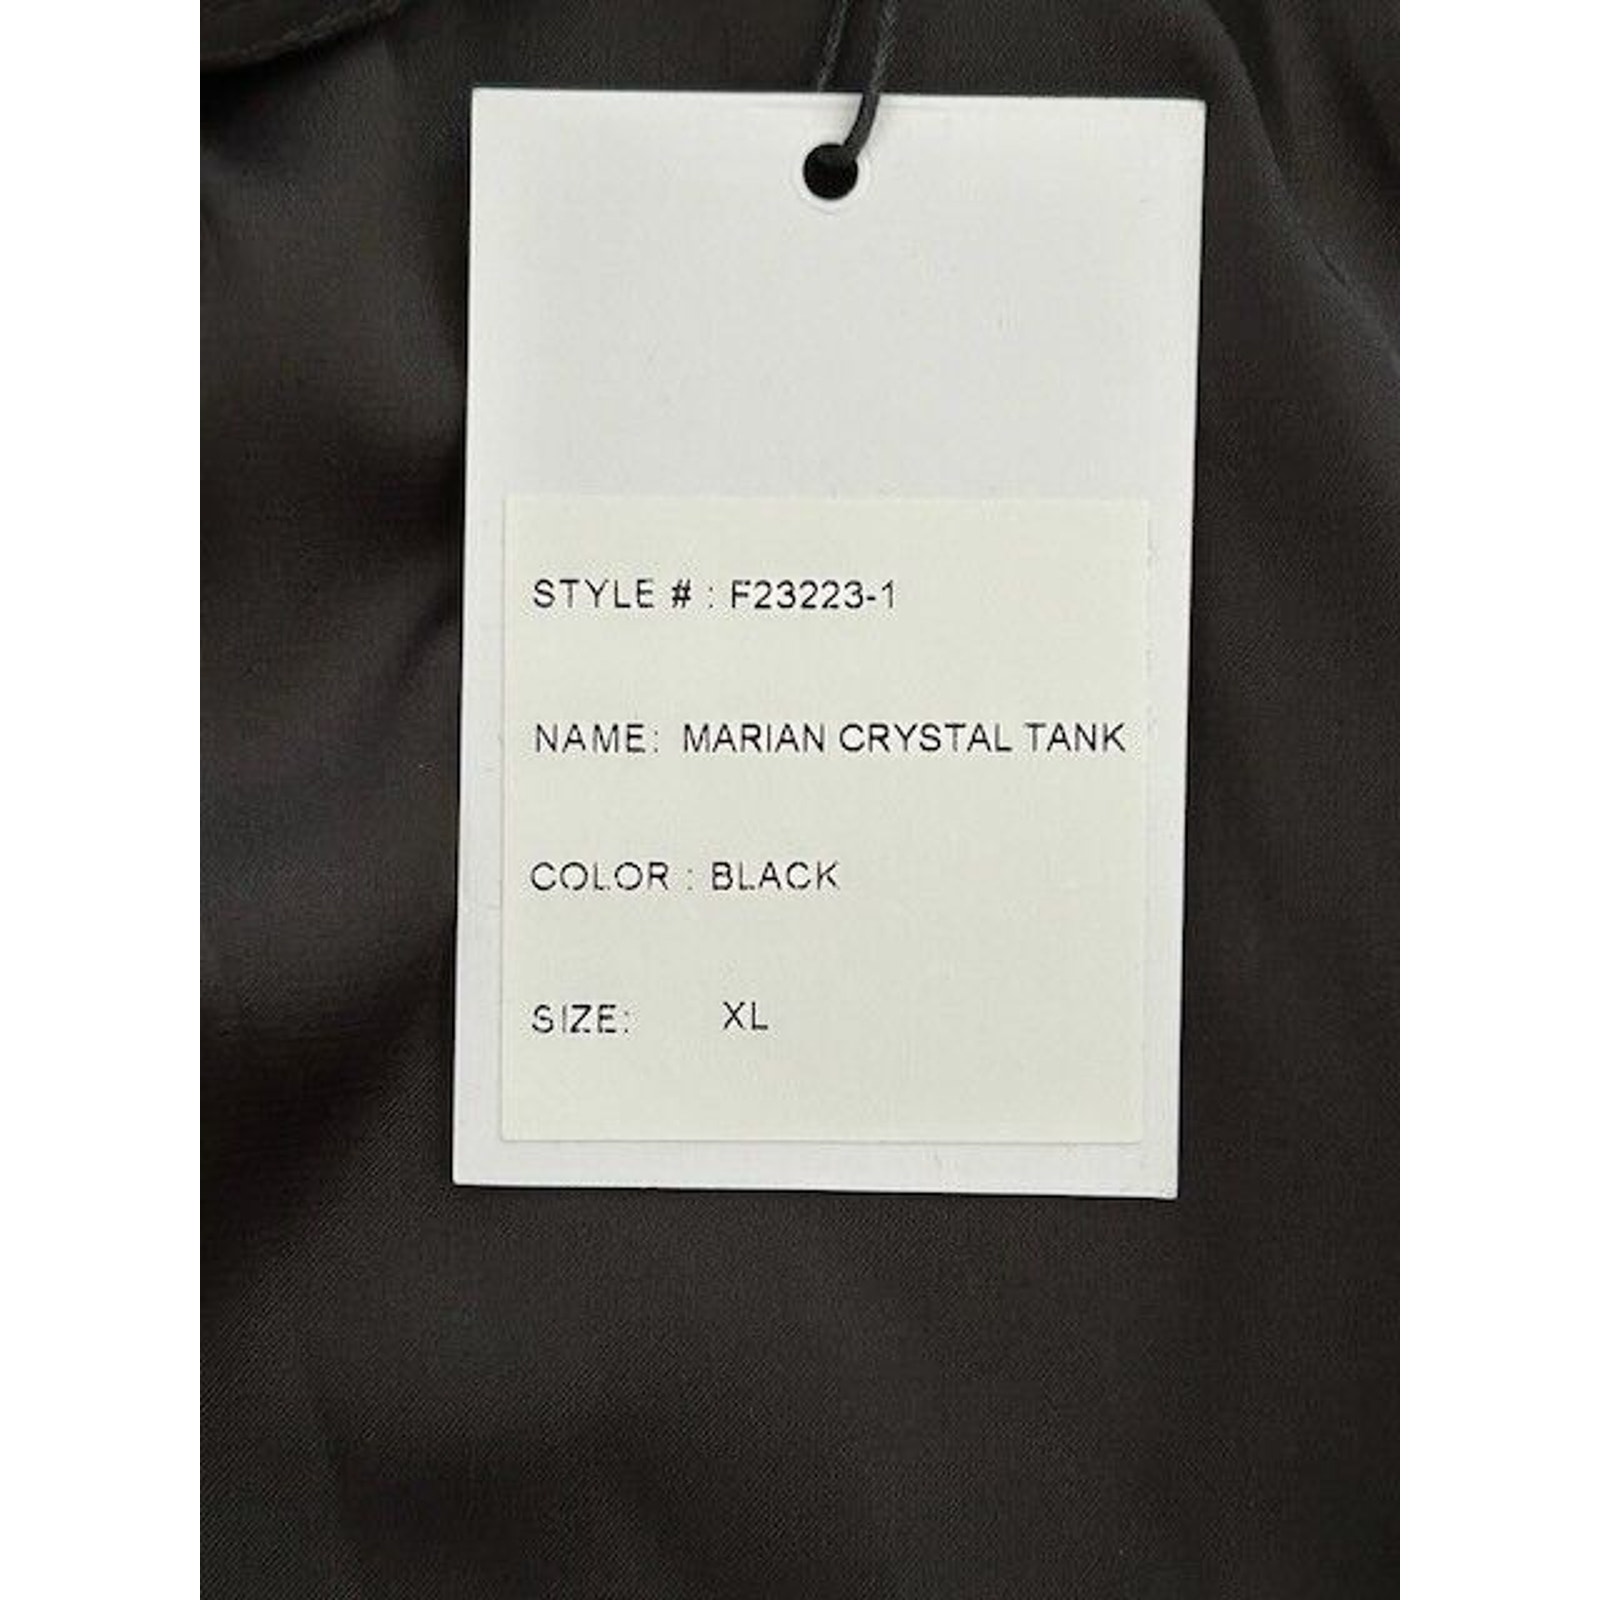 STYLE # : F23223-1
NAME: MARIAN CRYSTAL TANK
COLOR : BLACK
SIZE: XL